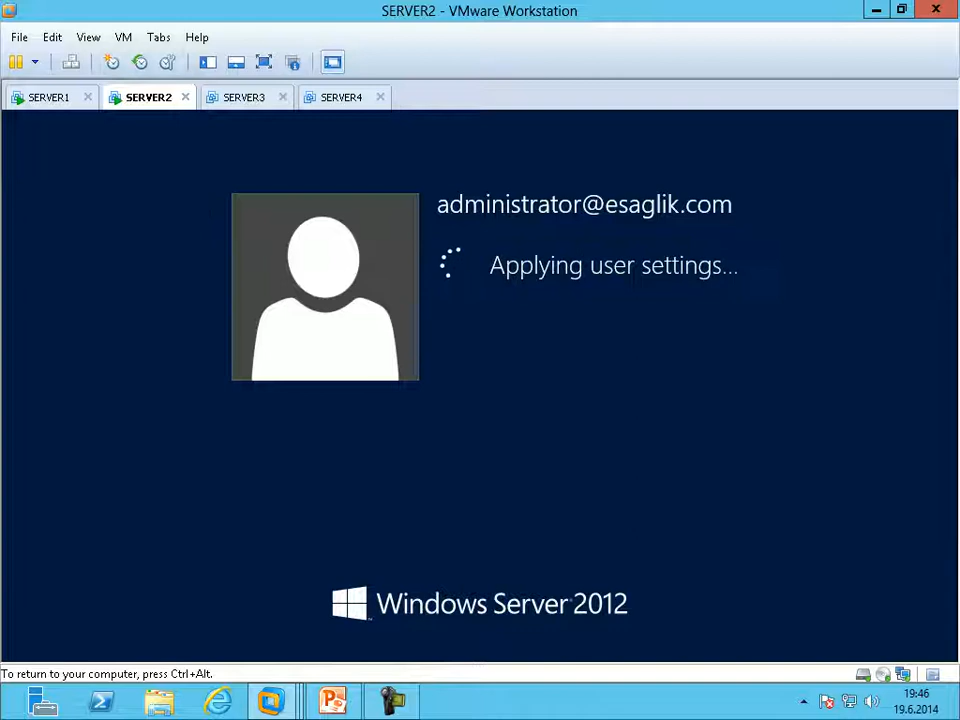 SERVER2 - VMware Workstation
File Edit View VM Tabs Help
SERVER1 SERVER2 SERVER3 SERVER4
administrator@esaglik.com
Applying user settings...
Windows Server 2012
To return to your computer, press Ctrl+Alt.
19:46
19.6.2014